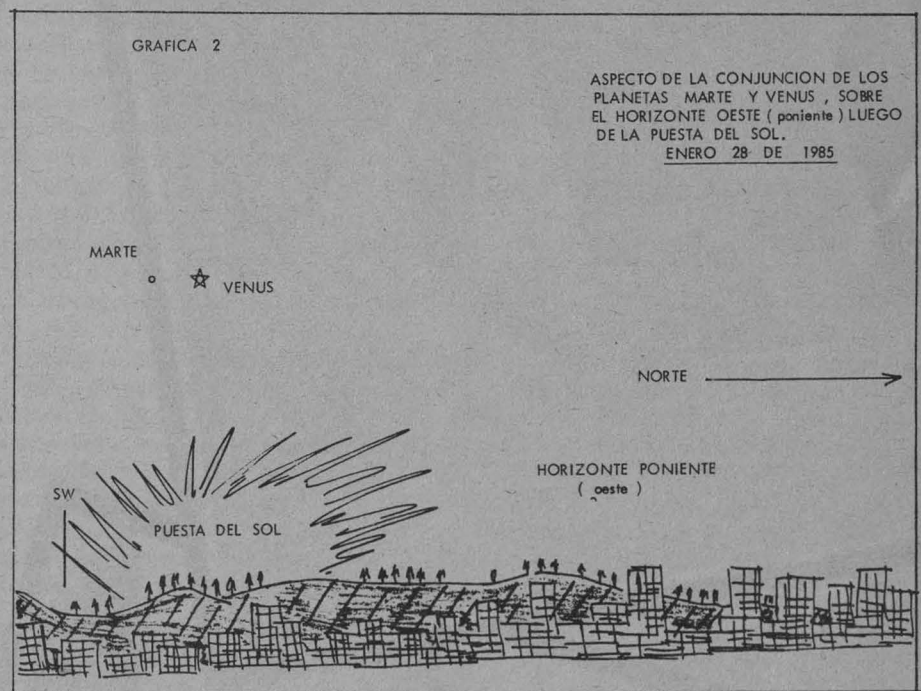 GRAFICA 2
ASPECTO DE LA CONJUNCION DE LOS
PLANETAS MARTE Y VENUS , SOBRE
EL HORIZONTE OESTE ( poniente ) LUEGO
DE LA PUESTA DEL SOL.
ENERO 28 DE 1985
MARTE
VENUS
NORTE
HORIZONTE PONIENTE
( oeste )
SW
PUESTA DEL SOL